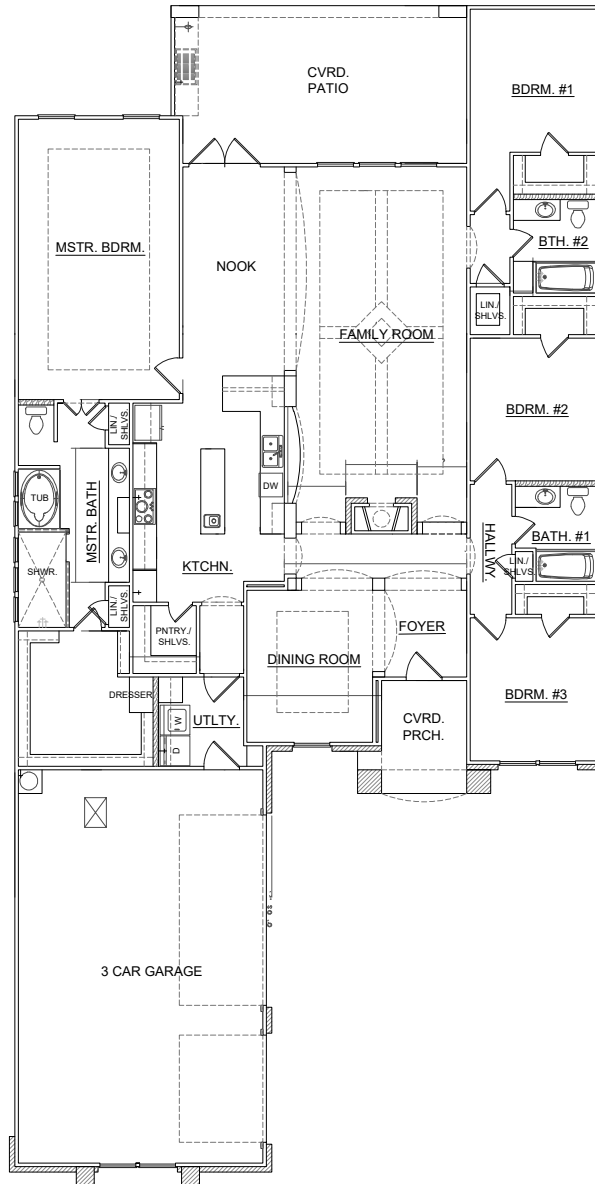 CVRD.
PATIO
BDRM. #1
MSTR. BDRM.
NOOK
BTH. #2
LIN./
SHLVS.
FAMILY ROOM
LIN./
SHLVS.
BDRM. #2
DW
TUB
MSTR. BATH
BATH. #1
HALLWY
LIN./
SHLVS.
SHWR.
KTCHN.
LIN./
SHLVS.
PNTRY./
SHLVS.
FOYER
DINING ROOM
DRESSER
BDRM. #3
W
UTLTY.
D
CVRD.
PRCH.
3 CAR GARAGE